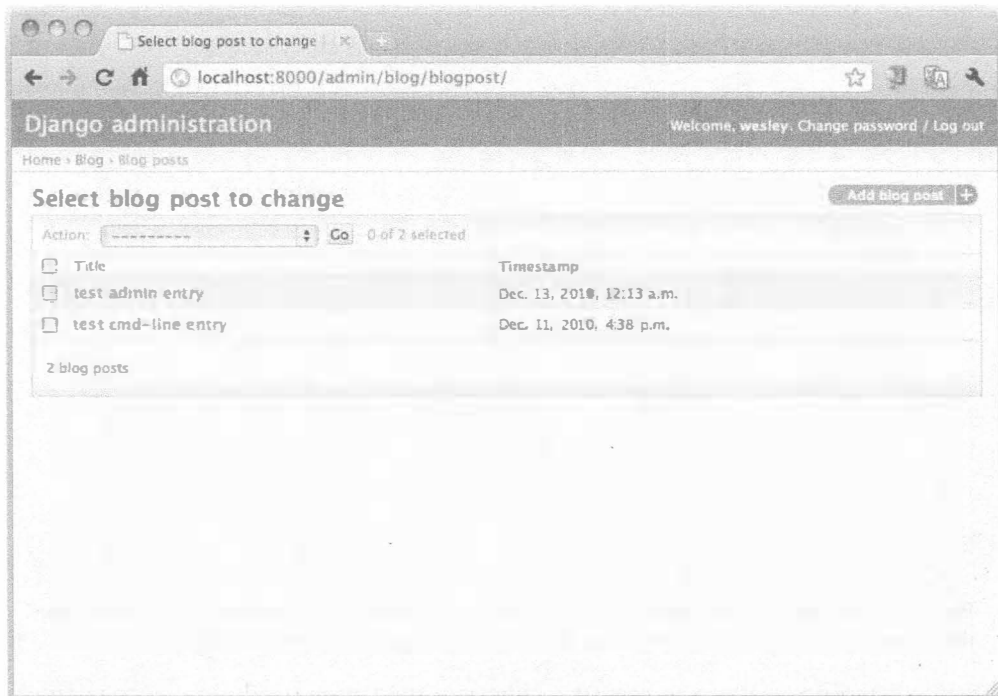 Select blog post to change
localhost:8000/admin/blog/blogpost/
Django administration
Welcome, wesley. Change password / Log out
Home › Blog › Blog posts
Select blog post to change
Add blog post +
Action: --------- Go 0 of 2 selected
Title Timestamp
test admin entry Dec. 13, 2010, 12:13 a.m.
test cmd-line entry Dec. 11, 2010, 4:38 p.m.
2 blog posts